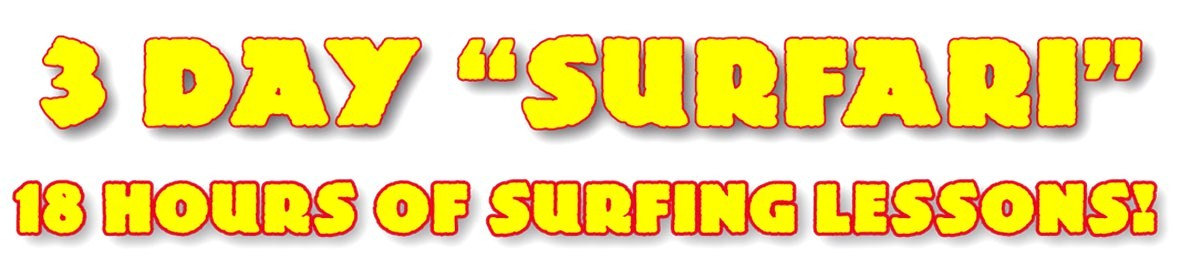 3 DAY “SURFARI”
18 HOURS OF SURFING LESSONS!